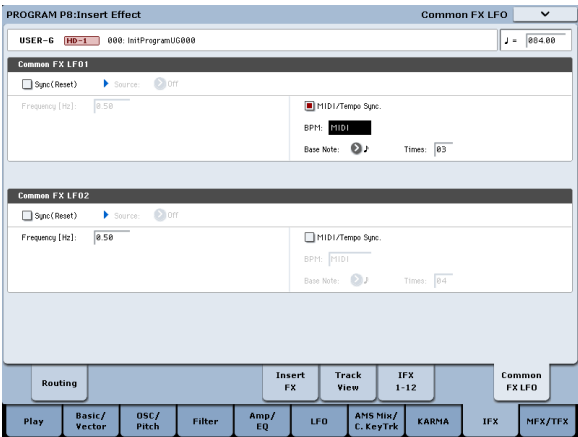 PROGRAM P8:Insert Effect Common FX LFO
USER-G HD-1 000: InitProgramUG000 ♩ = 084.00
Common FX LFO1
Sync(Reset) Source: Off
Frequency [Hz]: 0.50 MIDI/Tempo Sync.
BPM: MIDI
Base Note: ♪ Times: 03
Common FX LFO2
Sync(Reset) Source: Off
Frequency [Hz]: 0.50 MIDI/Tempo Sync.
BPM: MIDI
Base Note: ♩ Times: 04
Routing Insert FX Track View IFX 1-12 Common FX LFO
Play Basic/Vector OSC/Pitch Filter Amp/EQ LFO AMS Mix/C.KeyTrk KARMA IFX MFX/TFX